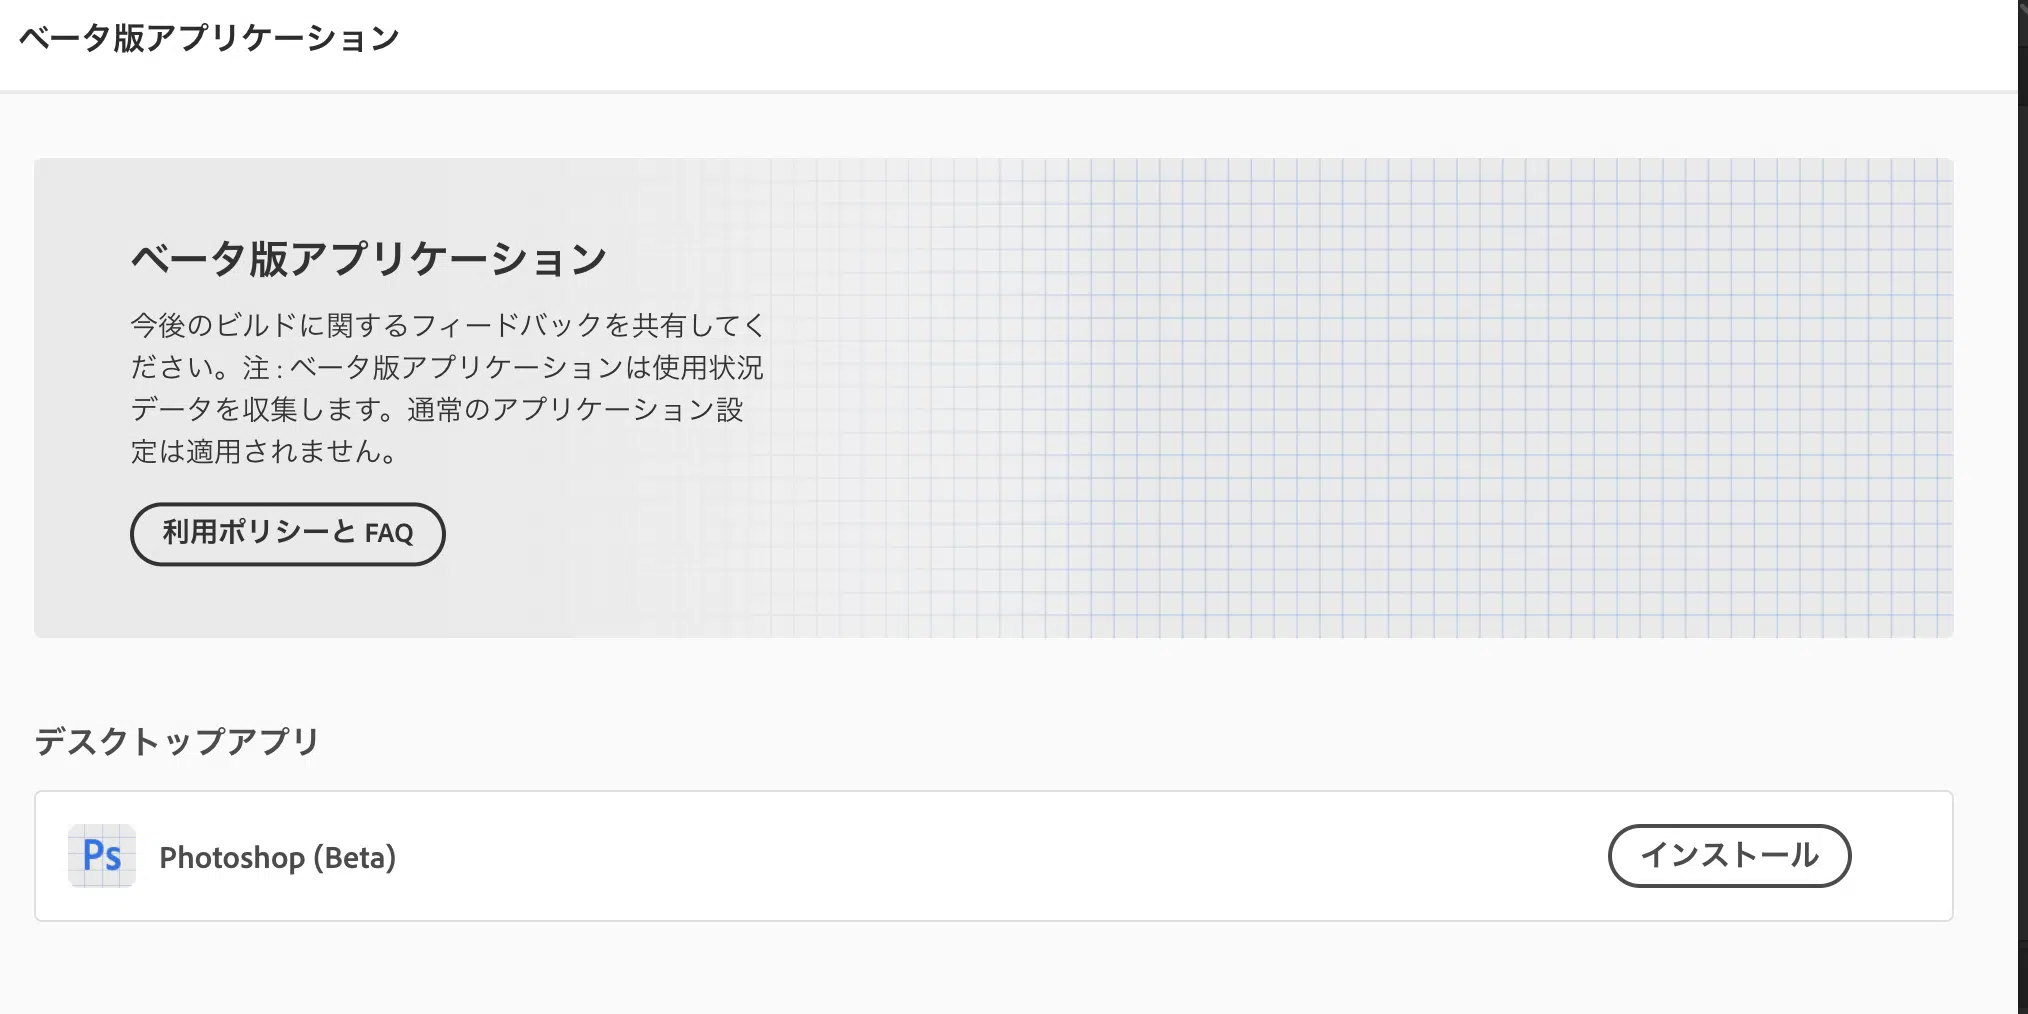 ベータ版アプリケーション
ベータ版アプリケーション
今後のビルドに関するフィードバックを共有してく
ださい。注 : ベータ版アプリケーションは使用状況
データを収集します。通常のアプリケーション設
定は適用されません。
利用ポリシーと FAQ
デスクトップアプリ
Ps
Photoshop (Beta)
インストール